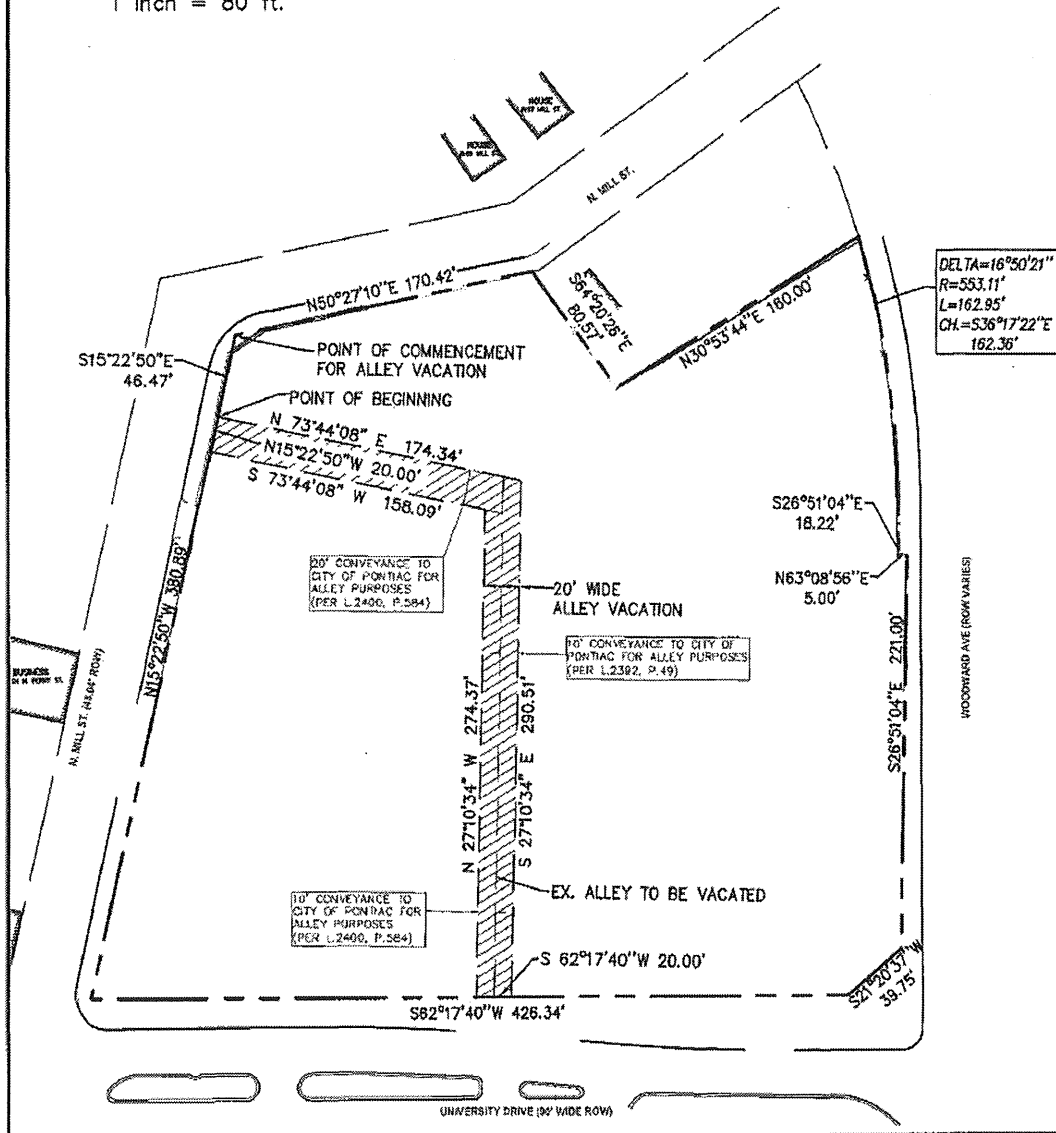 1 inch = 80 ft.
HOUSE
MILL ST.
HOUSE
MILL ST.
N. MILL ST.
DELTA=16°50'21"
R=553.11'
L=162.95'
CH.=S36°17'22"E
162.36'
N50°27'10"E 170.42'
S64°20'28"E
80.57'
N30°53'44"E 160.00'
S15°22'50"E
46.47'
POINT OF COMMENCEMENT
FOR ALLEY VACATION
POINT OF BEGINNING
N 73°44'08" E 174.34'
N15°22'50"W 20.00'
S 73°44'08" W 158.09'
S26°51'04"E
18.22'
N63°08'56"E
5.00'
20' CONVEYANCE TO
CITY OF PONTIAC FOR
ALLEY PURPOSES
(PER L.2400, P.584)
20' WIDE
ALLEY VACATION
10' CONVEYANCE TO CITY OF
PONTIAC FOR ALLEY PURPOSES
(PER L.2392, P.49)
WOODWARD AVE (ROW VARIES)
N15°22'50"W 380.89'
BUSINESS
N. MILL ST. (ROW)
N 27°10'34" W 274.37'
S 27°10'34" E 290.51'
S26°51'04"E 221.00'
EX. ALLEY TO BE VACATED
10' CONVEYANCE TO
CITY OF PONTIAC FOR
ALLEY PURPOSES
(PER L.2400, P.584)
S 62°17'40"W 20.00'
S21°20'37"W
39.75'
S62°17'40"W 426.34'
UNIVERSITY DRIVE (90' WIDE ROW)